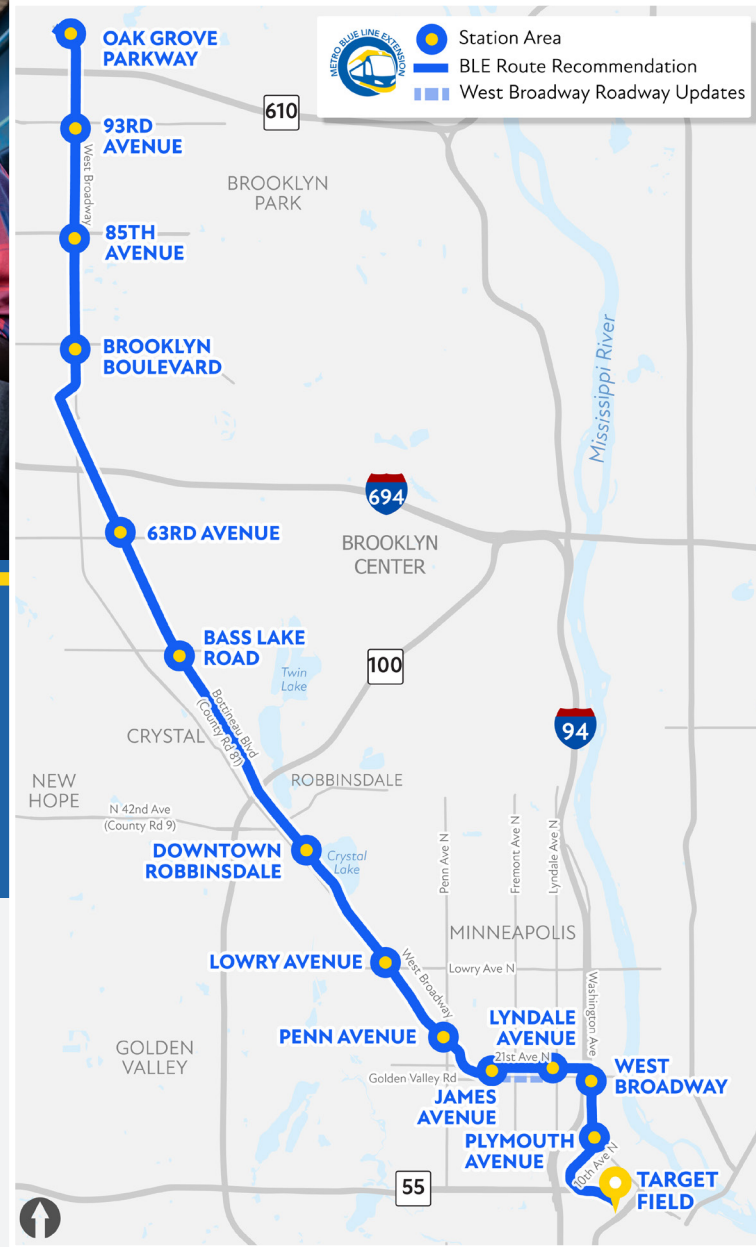 METRO BLUE LINE EXTENSION
Station Area
BLE Route Recommendation
West Broadway Roadway Updates
OAK GROVE
PARKWAY
610
93RD
AVENUE
West Broadway
BROOKLYN
PARK
85TH
AVENUE
BROOKLYN
BOULEVARD
Mississippi River
694
63RD AVENUE
BROOKLYN
CENTER
BASS LAKE
ROAD
Twin
Lake
100
Bottineau Blvd
(County Rd 81)
94
CRYSTAL
NEW
HOPE
ROBBINSDALE
N 42nd Ave
(County Rd 9)
Penn Ave N
Fremont Ave N
Lyndale Ave N
DOWNTOWN
ROBBINSDALE
Crystal
Lake
MINNEAPOLIS
LOWRY AVENUE
West Broadway
Lowry Ave N
Washington Ave
PENN AVENUE
LYNDALE
AVENUE
21st Ave N
GOLDEN
VALLEY
Golden Valley Rd
WEST
BROADWAY
JAMES
AVENUE
PLYMOUTH
AVENUE
10th Ave N
55
TARGET
FIELD